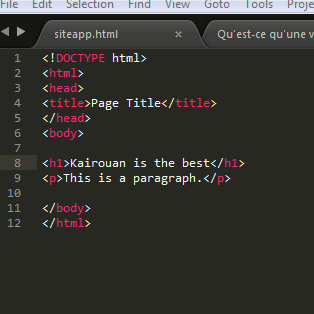 File Edit Selection Find View Goto Tools Proje
siteapp.html × Qu'est-ce qu'une v
1 <!DOCTYPE html>
2 <html>
3 <head>
4 <title>Page Title</title>
5 </head>
6 <body>
7
8 <h1>Kairouan is the best</h1>
9 <p>This is a paragraph.</p>
10
11 </body>
12 </html>